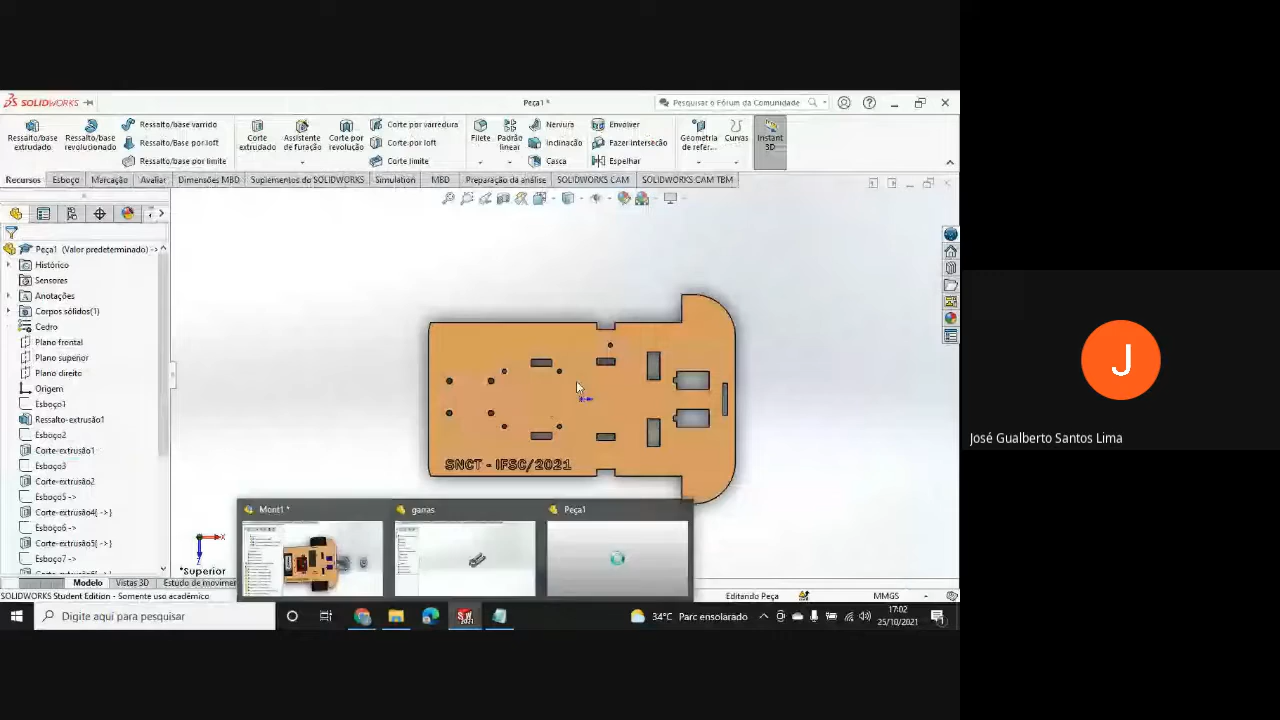 SOLIDWORKS
Peça1 *
Pesquisar o Fórum da Comunidade
Ressalto/base extrudado
Ressalto/base revolucionado
Ressalto/base varrido
Ressalto/base por loft
Ressalto/base por limite
Corte extrudado
Assistente de furação
Corte por revolução
Corte por varredura
Corte por loft
Corte limite
Filete
Padrão linear
Nervura
Inclinação
Casca
Envolver
Fazer interseção
Espelhar
Geometria de refer...
Curvas
Instant 3D
Recursos
Esboço
Marcação
Avaliar
Dimensões MBD
Suplementos do SOLIDWORKS
Simulation
MBD
Preparação da análise
SOLIDWORKS CAM
SOLIDWORKS CAM TBM
Peça1 (Valor predeterminado) ->
Histórico
Sensores
Anotações
Corpos sólidos(1)
Cedro
Plano frontal
Plano superior
Plano direito
Origem
Esboço1
Ressalto-extrusão1
Esboço2
Corte-extrusão1
Esboço3
Corte-extrusão2
Esboço5 ->
Corte-extrusão4{ ->}
Esboço6 ->
Corte-extrusão5{ ->}
Esboço7 ->
SNCT - IFSC/2021
X
Z
*Superior
Mont1 *
garras
Peça1
Modelo
Vistas 3D
Estudo de movimen
SOLIDWORKS Student Edition - Somente uso acadêmico
Editando Peça
MMGS
Digite aqui para pesquisar
34°C Parc ensolarado
17:02
25/10/2021
J
José Gualberto Santos Lima